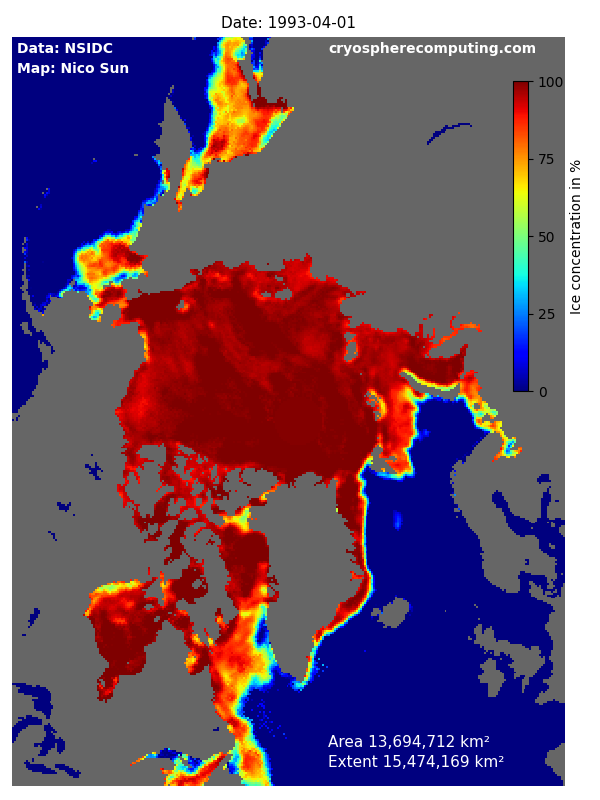 Date: 1993-04-01
Data: NSIDC
Map: Nico Sun
cryospherecomputing.com
100
75
50
25
0
Ice concentration in %
Area 13,694,712 km²
Extent 15,474,169 km²